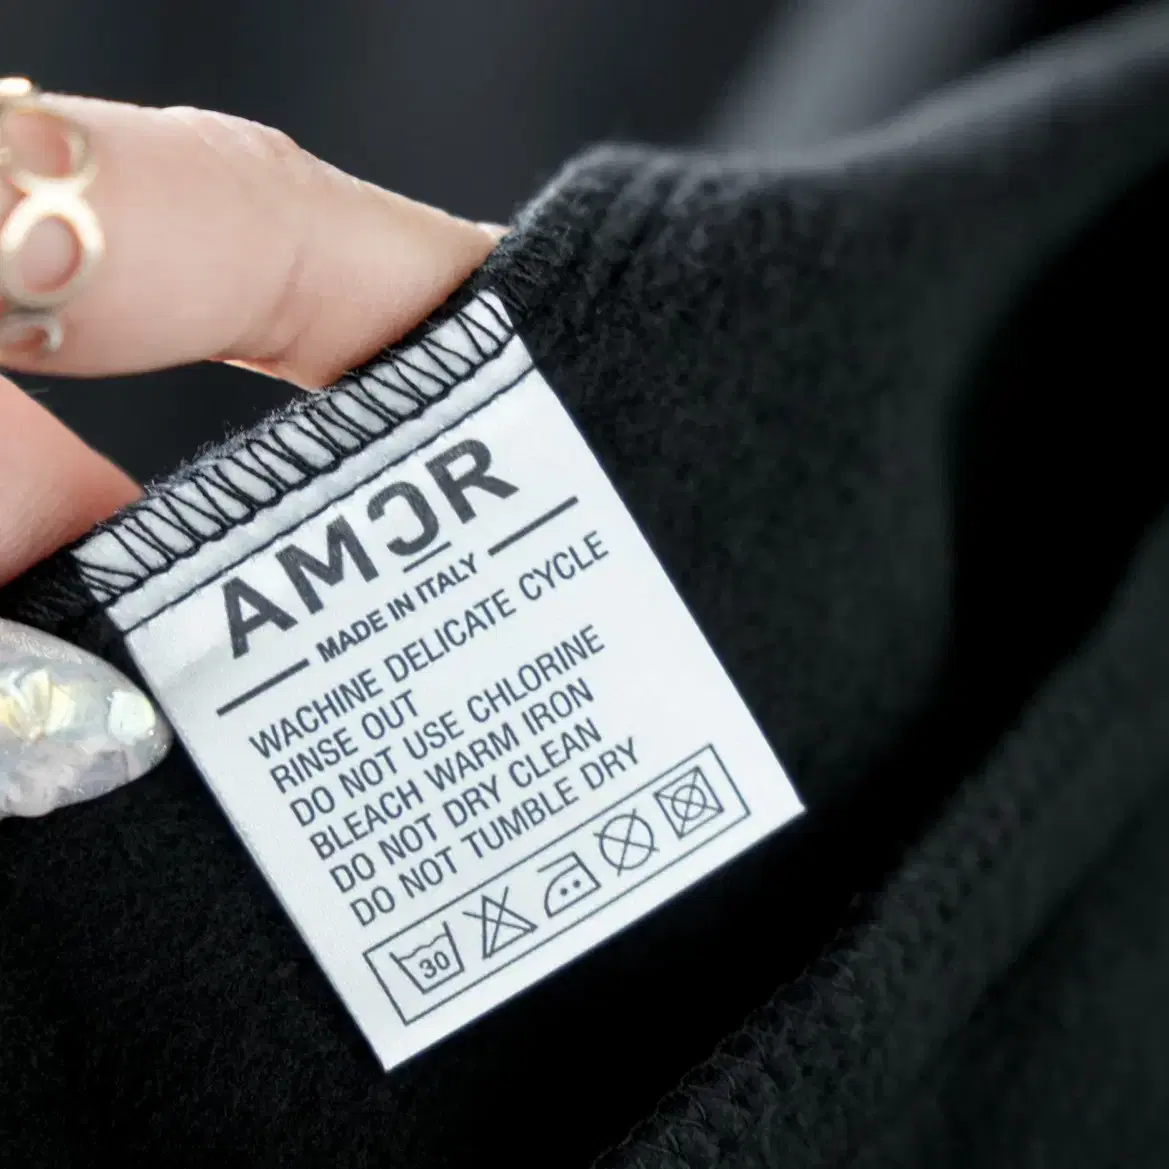 AMOR
MADE IN ITALY
WACHINE DELICATE CYCLE
RINSE OUT
DO NOT USE CHLORINE
BLEACH WARM IRON
DO NOT DRY CLEAN
DO NOT TUMBLE DRY
30